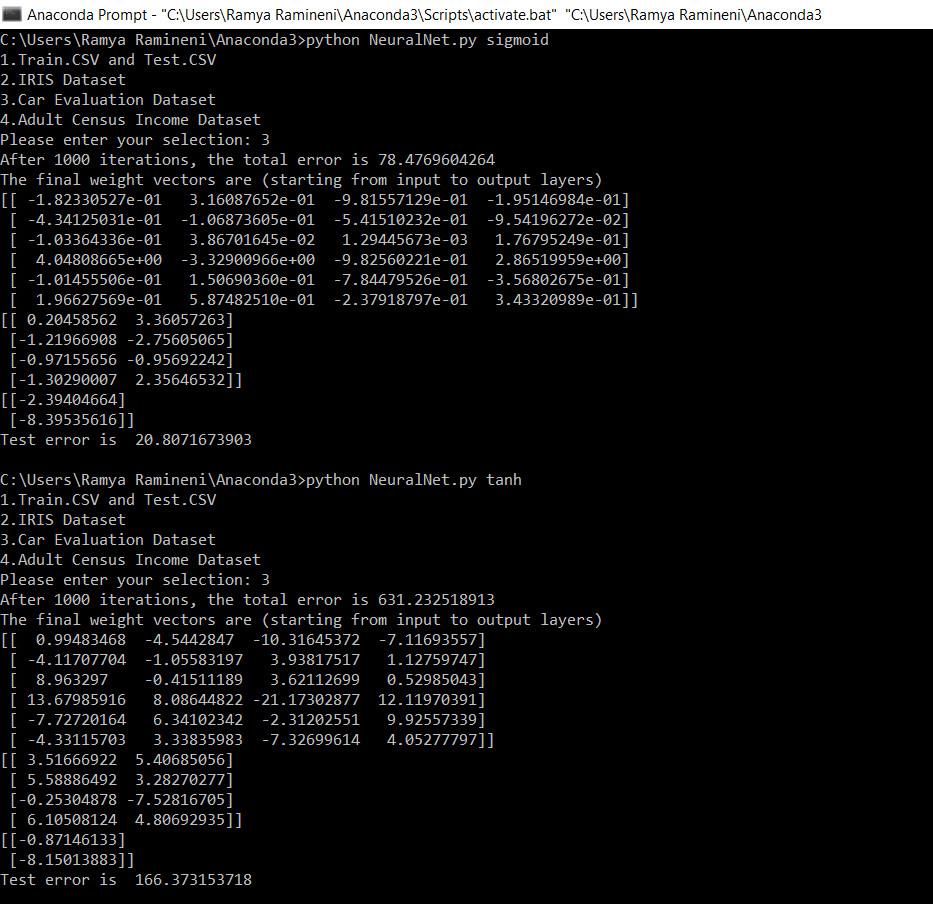 Anaconda Prompt - "C:\Users\Ramya Ramineni\Anaconda3\Scripts\activate.bat"  "C:\Users\Ramya Ramineni\Anaconda3
C:\Users\Ramya Ramineni\Anaconda3>python NeuralNet.py sigmoid
1.Train.CSV and Test.CSV
2.IRIS Dataset
3.Car Evaluation Dataset
4.Adult Census Income Dataset
Please enter your selection: 3
After 1000 iterations, the total error is 78.4769604264
The final weight vectors are (starting from input to output layers)
[[ -1.82330527e-01   3.16087652e-01  -9.81557129e-01  -1.95146984e-01]
 [ -4.34125031e-01  -1.06873605e-01  -5.41510232e-01  -9.54196272e-02]
 [ -1.03364336e-01   3.86701645e-02   1.29445673e-03   1.76795249e-01]
 [  4.04808665e+00  -3.32900966e+00  -9.82560221e-01   2.86519959e+00]
 [ -1.01455506e-01   1.50690360e-01  -7.84479526e-01  -3.56802675e-01]
 [  1.96627569e-01   5.87482510e-01  -2.37918797e-01   3.43320989e-01]]
[[ 0.20458562  3.36057263]
 [-1.21966908 -2.75605065]
 [-0.97155656 -0.95692242]
 [-1.30290007  2.35646532]]
[[-2.39404664]
 [-8.39535616]]
Test error is  20.8071673903
C:\Users\Ramya Ramineni\Anaconda3>python NeuralNet.py tanh
1.Train.CSV and Test.CSV
2.IRIS Dataset
3.Car Evaluation Dataset
4.Adult Census Income Dataset
Please enter your selection: 3
After 1000 iterations, the total error is 631.232518913
The final weight vectors are (starting from input to output layers)
[[  0.99483468  -4.5442847  -10.31645372  -7.11693557]
 [ -4.11707704  -1.05583197   3.93817517   1.12759747]
 [  8.963297    -0.41511189   3.62112699   0.52985043]
 [ 13.67985916   8.08644822 -21.17302877  12.11970391]
 [ -7.72720164   6.34102342  -2.31202551   9.92557339]
 [ -4.33115703   3.33835983  -7.32699614   4.05277797]]
[[ 3.51666922  5.40685056]
 [ 5.58886492  3.28270277]
 [-0.25304878 -7.52816705]
 [ 6.10508124  4.80692935]]
[[-0.87146133]
 [-8.15013883]]
Test error is  166.373153718